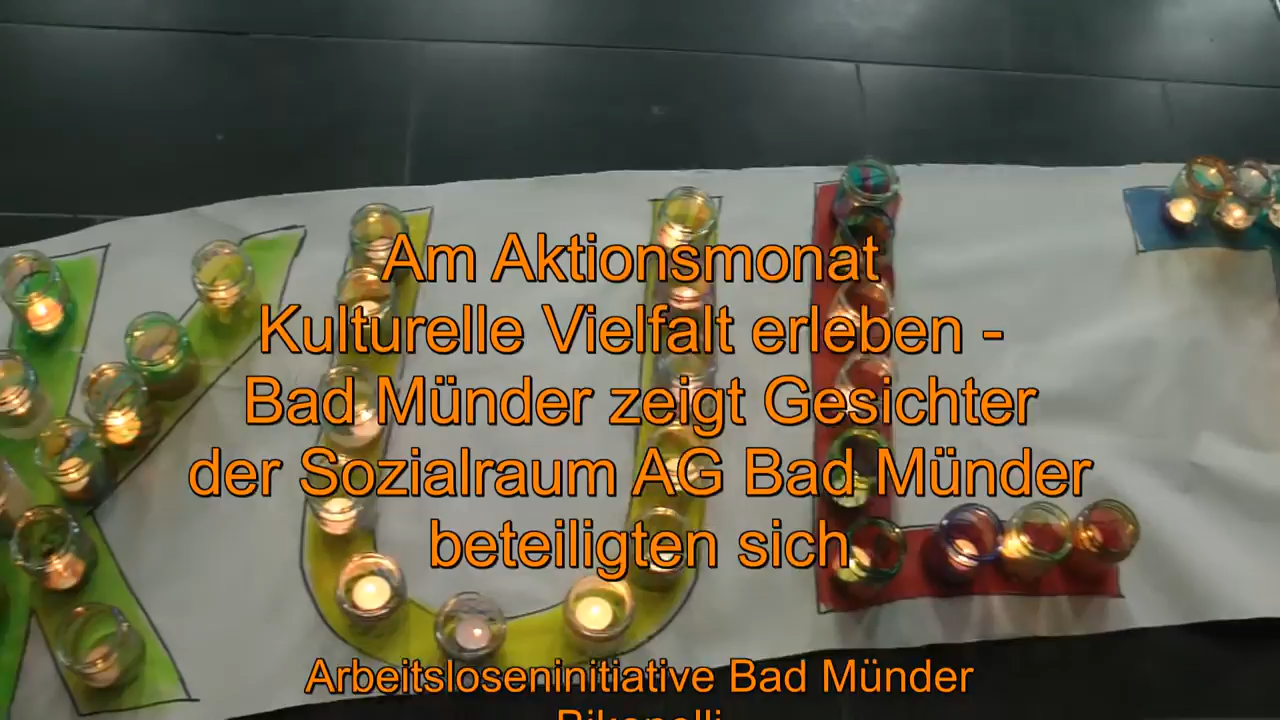 KULT
Am Aktionsmonat
Kulturelle Vielfalt erleben -
Bad Münder zeigt Gesichter
der Sozialraum AG Bad Münder
beteiligten sich
Arbeitsloseninitiative Bad Münder